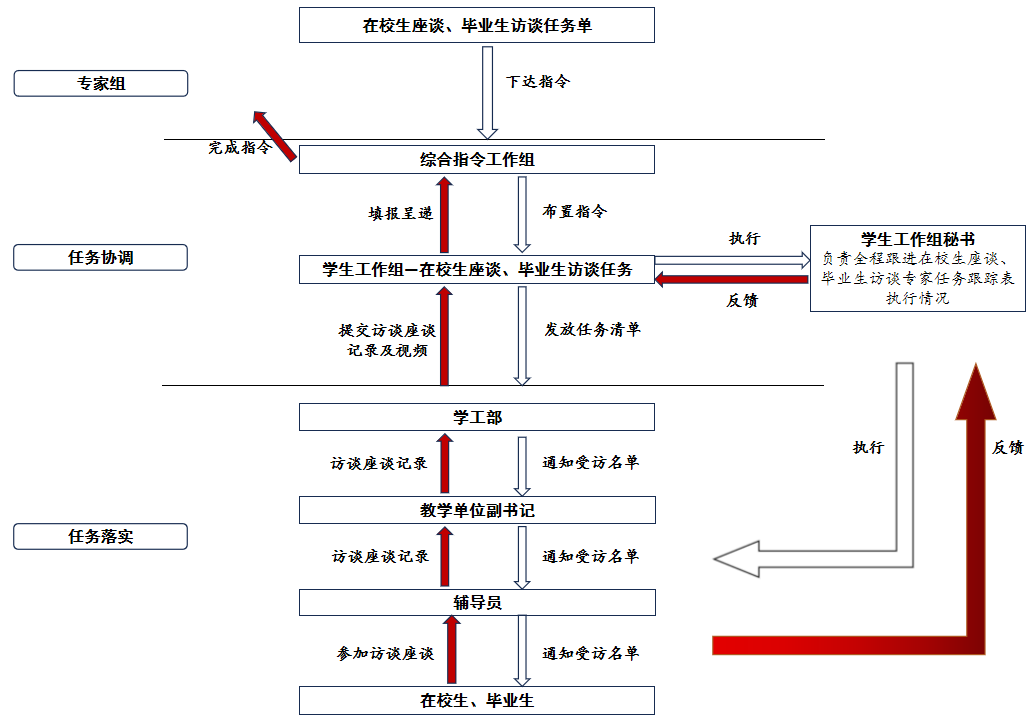 在校生座谈、毕业生访谈任务单
专家组
下达指令
完成指令
综合指令工作组
填报呈递
布置指令
任务协调
学生工作组—在校生座谈、毕业生访谈任务
执行
反馈
学生工作组秘书
负责全程跟进在校生座谈、
毕业生访谈专家任务跟踪表
执行情况
提交访谈座谈
记录及视频
发放任务清单
学工部
访谈座谈记录
通知受访名单
执行
反馈
教学单位副书记
任务落实
访谈座谈记录
通知受访名单
辅导员
参加访谈座谈
通知受访名单
在校生、毕业生